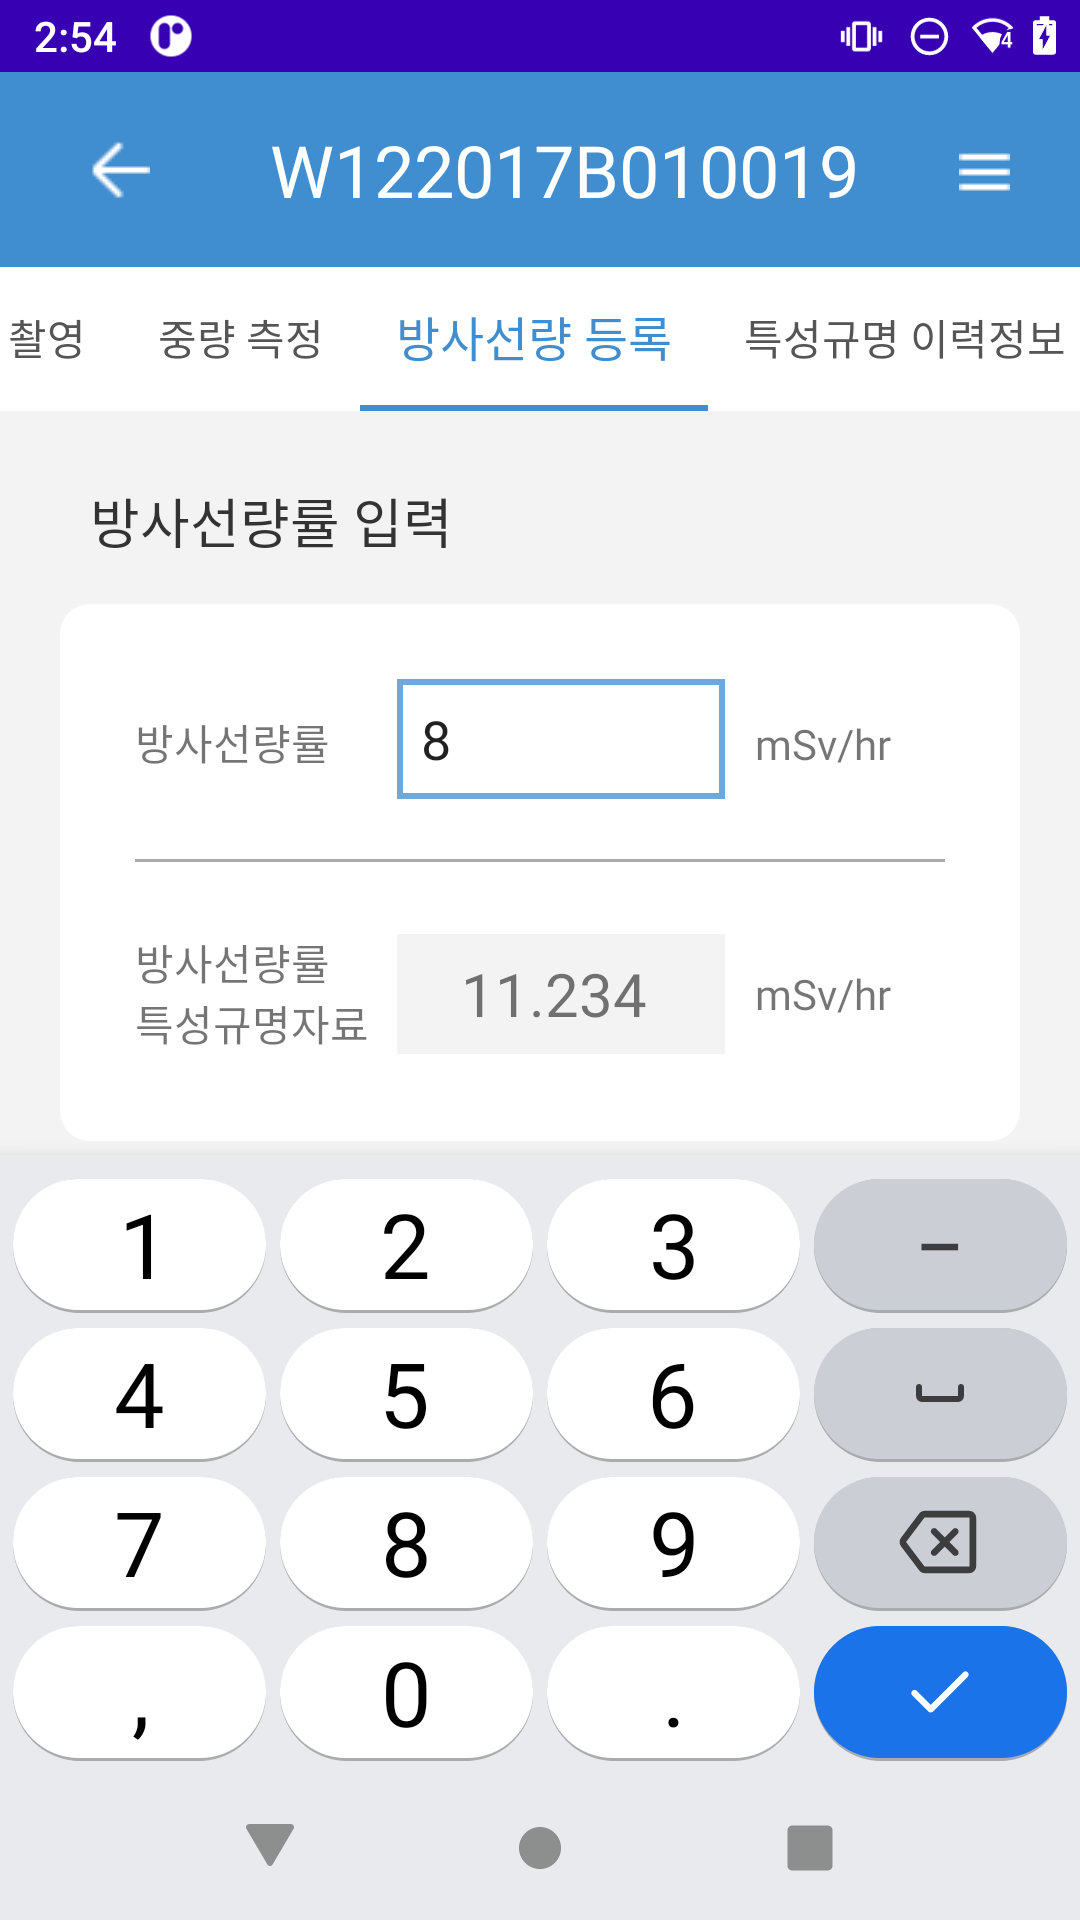 2:54
W122017B010019
촬영 중량 측정 방사선량 등록 특성규명 이력정보
방사선량률 입력
방사선량률 8 mSv/hr
방사선량률
특성규명자료 11.234 mSv/hr
1 2 3 –
4 5 6
7 8 9
, 0 .